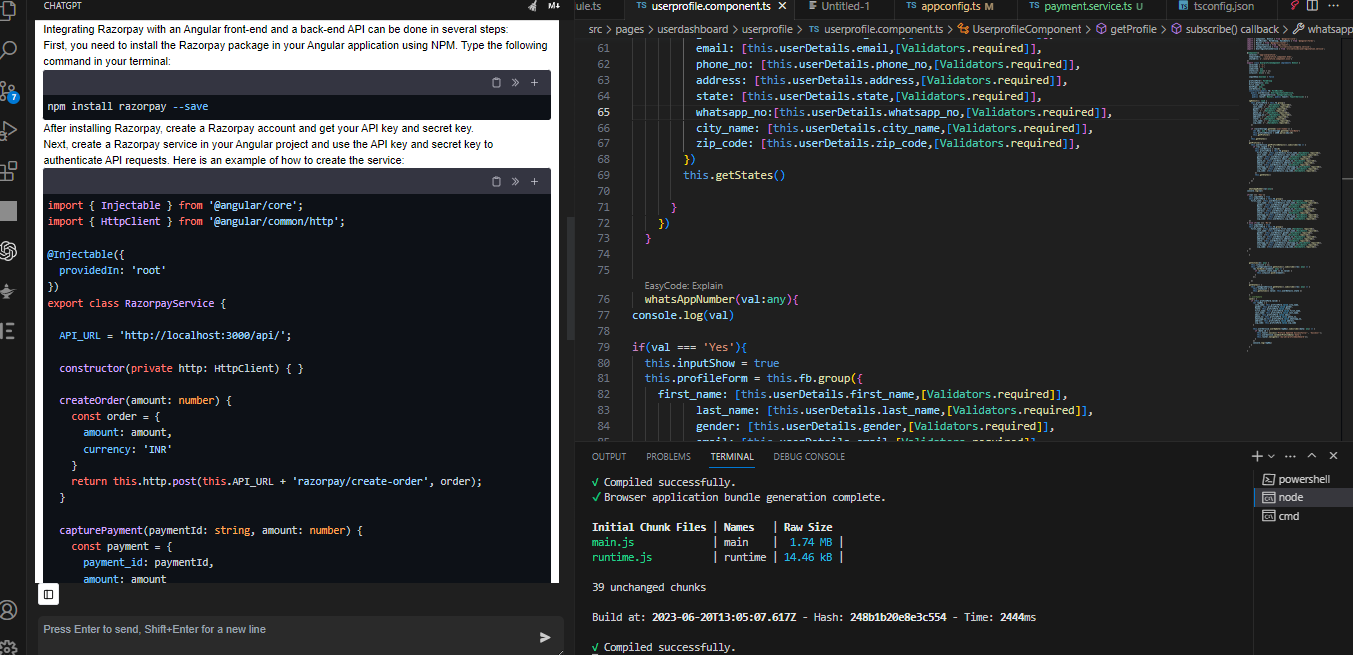 CHATGPT
Integrating Razorpay with an Angular front-end and a back-end API can be done in several steps:
First, you need to install the Razorpay package in your Angular application using NPM. Type the following
command in your terminal:
npm install razorpay --save
After installing Razorpay, create a Razorpay account and get your API key and secret key.
Next, create a Razorpay service in your Angular project and use the API key and secret key to
authenticate API requests. Here is an example of how to create the service:
import { Injectable } from '@angular/core';
import { HttpClient } from '@angular/common/http';
@Injectable({
providedIn: 'root'
})
export class RazorpayService {
API_URL = 'http://localhost:3000/api/';
constructor(private http: HttpClient) { }
createOrder(amount: number) {
const order = {
amount: amount,
currency: 'INR'
}
return this.http.post(this.API_URL + 'razorpay/create-order', order);
}
capturePayment(paymentId: string, amount: number) {
const payment = {
payment_id: paymentId,
amount: amount
Press Enter to send, Shift+Enter for a new line
7
ule.ts
TS userprofile.component.ts
Untitled-1
TS appconfig.ts M
TS payment.service.ts U
tsconfig.json
src > pages > userdashboard > userprofile > TS userprofile.component.ts > UserprofileComponent > getProfile > subscribe() callback > whatsapp
61 email: [this.userDetails.email,[Validators.required]],
62 phone_no: [this.userDetails.phone_no,[Validators.required]],
63 address: [this.userDetails.address,[Validators.required]],
64 state: [this.userDetails.state,[Validators.required]],
65 whatsapp_no:[this.userDetails.whatsapp_no,[Validators.required]],
66 city_name: [this.userDetails.city_name,[Validators.required]],
67 zip_code: [this.userDetails.zip_code,[Validators.required]],
68 })
69 this.getStates()
70
71 }
72 })
73 }
74
75
EasyCode: Explain
76 whatsAppNumber(val:any){
77 console.log(val)
78
79 if(val === 'Yes'){
80 this.inputShow = true
81 this.profileForm = this.fb.group({
82 first_name: [this.userDetails.first_name,[Validators.required]],
83 last_name: [this.userDetails.last_name,[Validators.required]],
84 gender: [this.userDetails.gender,[Validators.required]],
85 email: [this.userDetails.email,[Validators.required]],
OUTPUT PROBLEMS TERMINAL DEBUG CONSOLE
√ Compiled successfully.
√ Browser application bundle generation complete.
Initial Chunk Files | Names | Raw Size
main.js | main | 1.74 MB |
runtime.js | runtime | 14.46 kB |
39 unchanged chunks
Build at: 2023-06-20T13:05:07.617Z - Hash: 248b1b20e8e3c554 - Time: 2444ms
√ Compiled successfully.
powershell
node
cmd